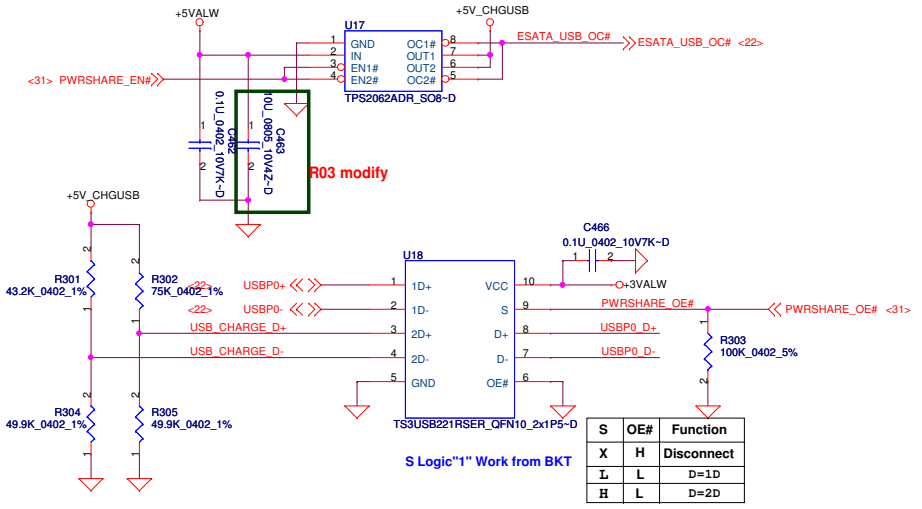 +5VALW
+5V_CHGUSB
U17
1 GND OC1# 8
2 IN OUT1 7
3 EN1# OUT2 6
4 EN2# OC2# 5
TPS2062ADR_SO8~D
ESATA_USB_OC#
ESATA_USB_OC# <22>
<31> PWRSHARE_EN#
1
2
C462
0.1U_0402_10V7K~D
1
2
C463
10U_0805_10V4Z~D
R03 modify
+5V_CHGUSB
2
R301
43.2K_0402_1%
1
2
R302
75K_0402_1%
1
2
R304
49.9K_0402_1%
1
2
R305
49.9K_0402_1%
1
<22> USBP0+
<22> USBP0-
USB_CHARGE_D+
USB_CHARGE_D-
U18
1 1D+ VCC 10
2 1D- S 9
3 2D+ D+ 8
4 2D- D- 7
5 GND OE# 6
TS3USB221RSER_QFN10_2x1P5~D
C466
0.1U_0402_10V7K~D
1 2
+3VALW
PWRSHARE_OE#
PWRSHARE_OE# <31>
USBP0_D+
USBP0_D-
1
R303
100K_0402_5%
2
S Logic"1" Work from BKT
S OE# Function
X H Disconnect
L L D=1D
H L D=2D